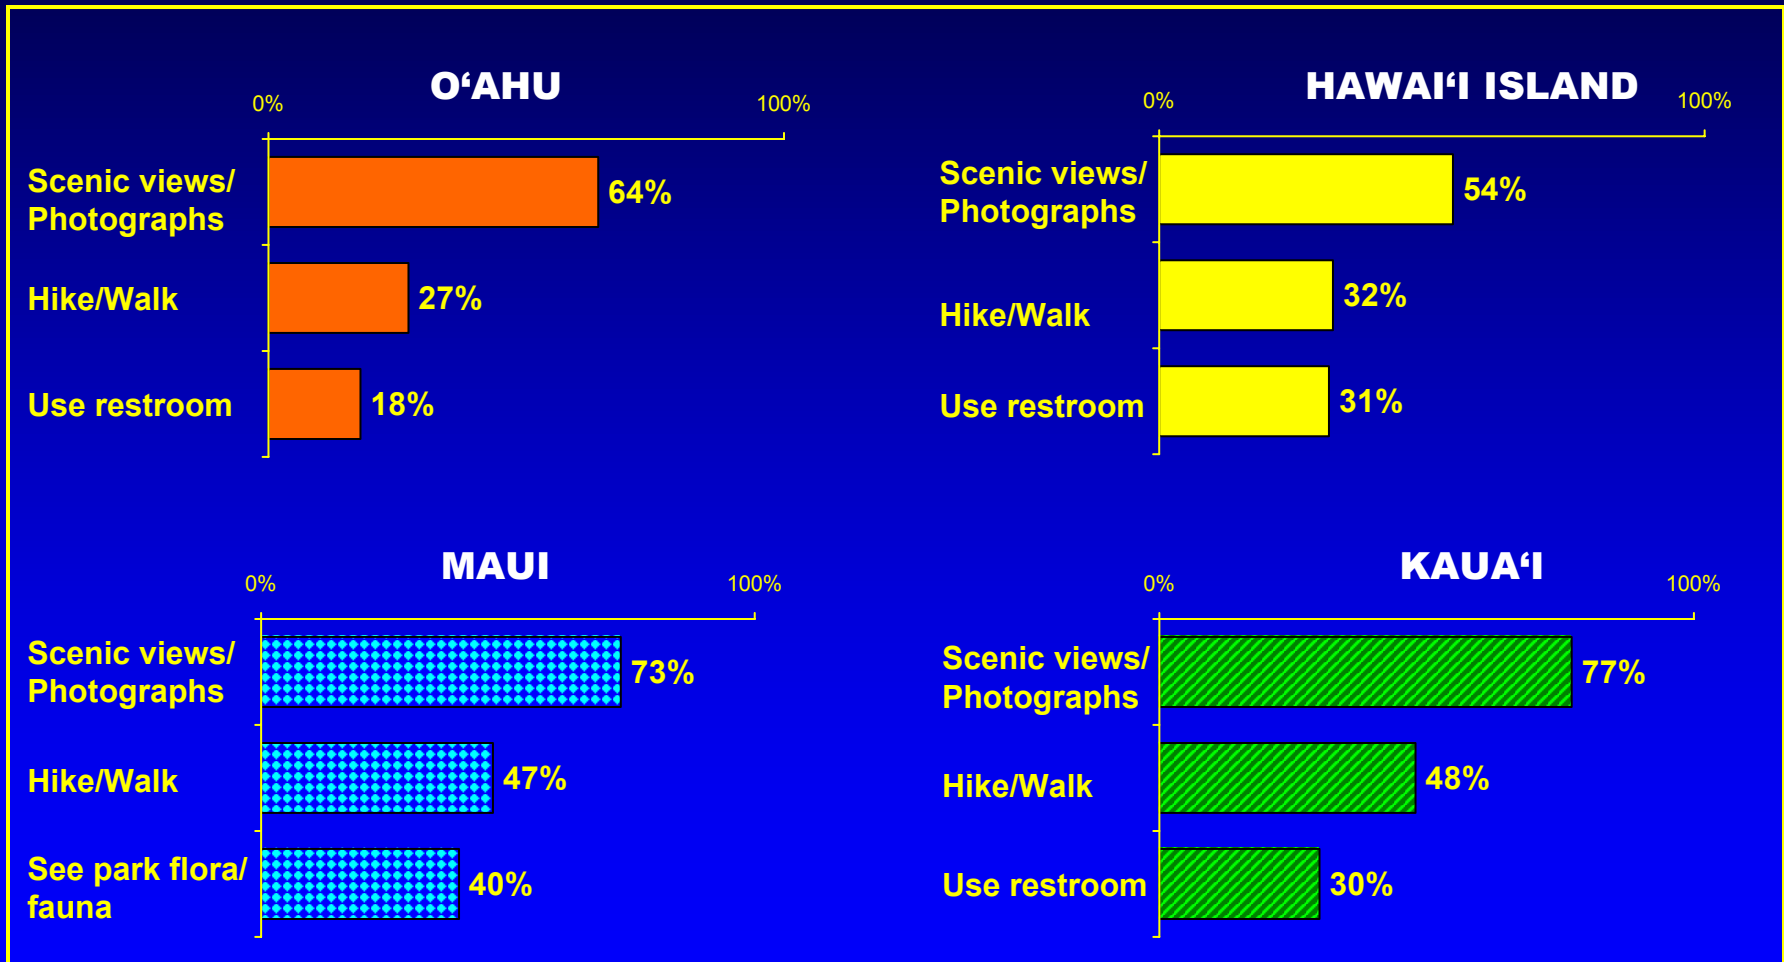 O‘AHU
0%
100%
Scenic views/
Photographs
64%
Hike/Walk
27%
Use restroom
18%
HAWAI‘I ISLAND
0%
100%
Scenic views/
Photographs
54%
Hike/Walk
32%
Use restroom
31%
MAUI
0%
100%
Scenic views/
Photographs
73%
Hike/Walk
47%
See park flora/
fauna
40%
KAUA‘I
0%
100%
Scenic views/
Photographs
77%
Hike/Walk
48%
Use restroom
30%